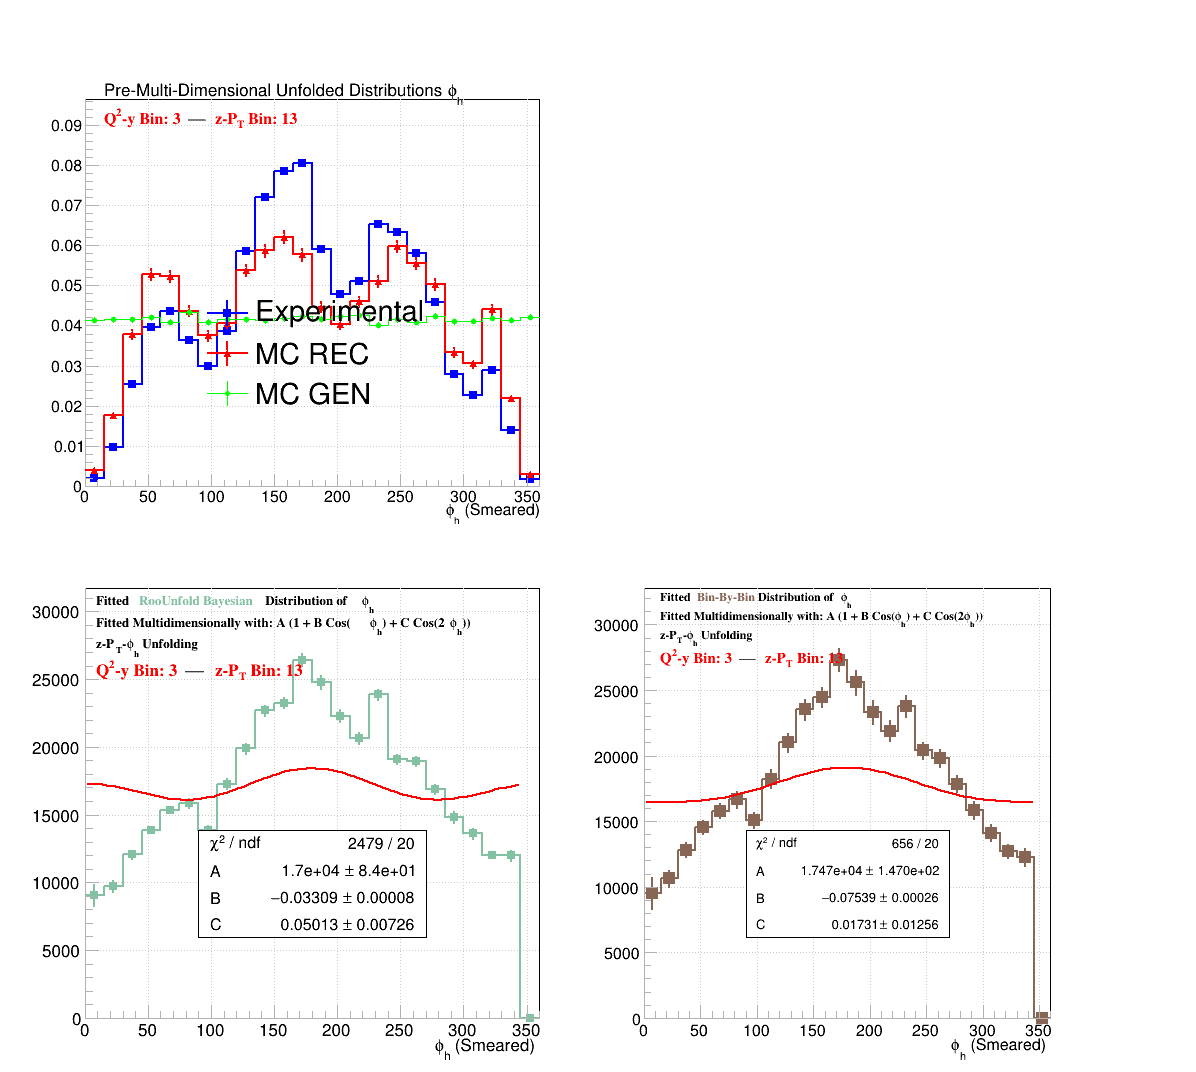 Pre-Multi-Dimensional Unfolded Distributions ϕh
Q2-y Bin: 3 — z-PT Bin: 13
0.09
0.08
0.07
0.06
0.05
0.04
0.03
0.02
0.01
0
Experimental
MC REC
MC GEN
0 50 100 150 200 250 300 350
ϕh (Smeared)
Fitted RooUnfold Bayesian Distribution of ϕh
Fitted Multidimensionally with: A (1 + B Cos( ϕh) + C Cos(2 ϕh))
z-PT-ϕh Unfolding
Q2-y Bin: 3 — z-PT Bin: 13
30000
25000
20000
15000
10000
5000
0
χ2 / ndf 2479 / 20
A 1.7e+04 ± 8.4e+01
B −0.03309 ± 0.00008
C 0.05013 ± 0.00726
0 50 100 150 200 250 300 350
ϕh (Smeared)
Fitted Bin-By-Bin Distribution of ϕh
Fitted Multidimensionally with: A (1 + B Cos(ϕh) + C Cos(2ϕh))
z-PT-ϕh Unfolding
Q2-y Bin: 3 — z-PT Bin: 13
30000
25000
20000
15000
10000
5000
0
χ2 / ndf 656 / 20
A 1.747e+04 ± 1.470e+02
B −0.07539 ± 0.00026
C 0.01731 ± 0.01256
0 50 100 150 200 250 300 350
ϕh (Smeared)